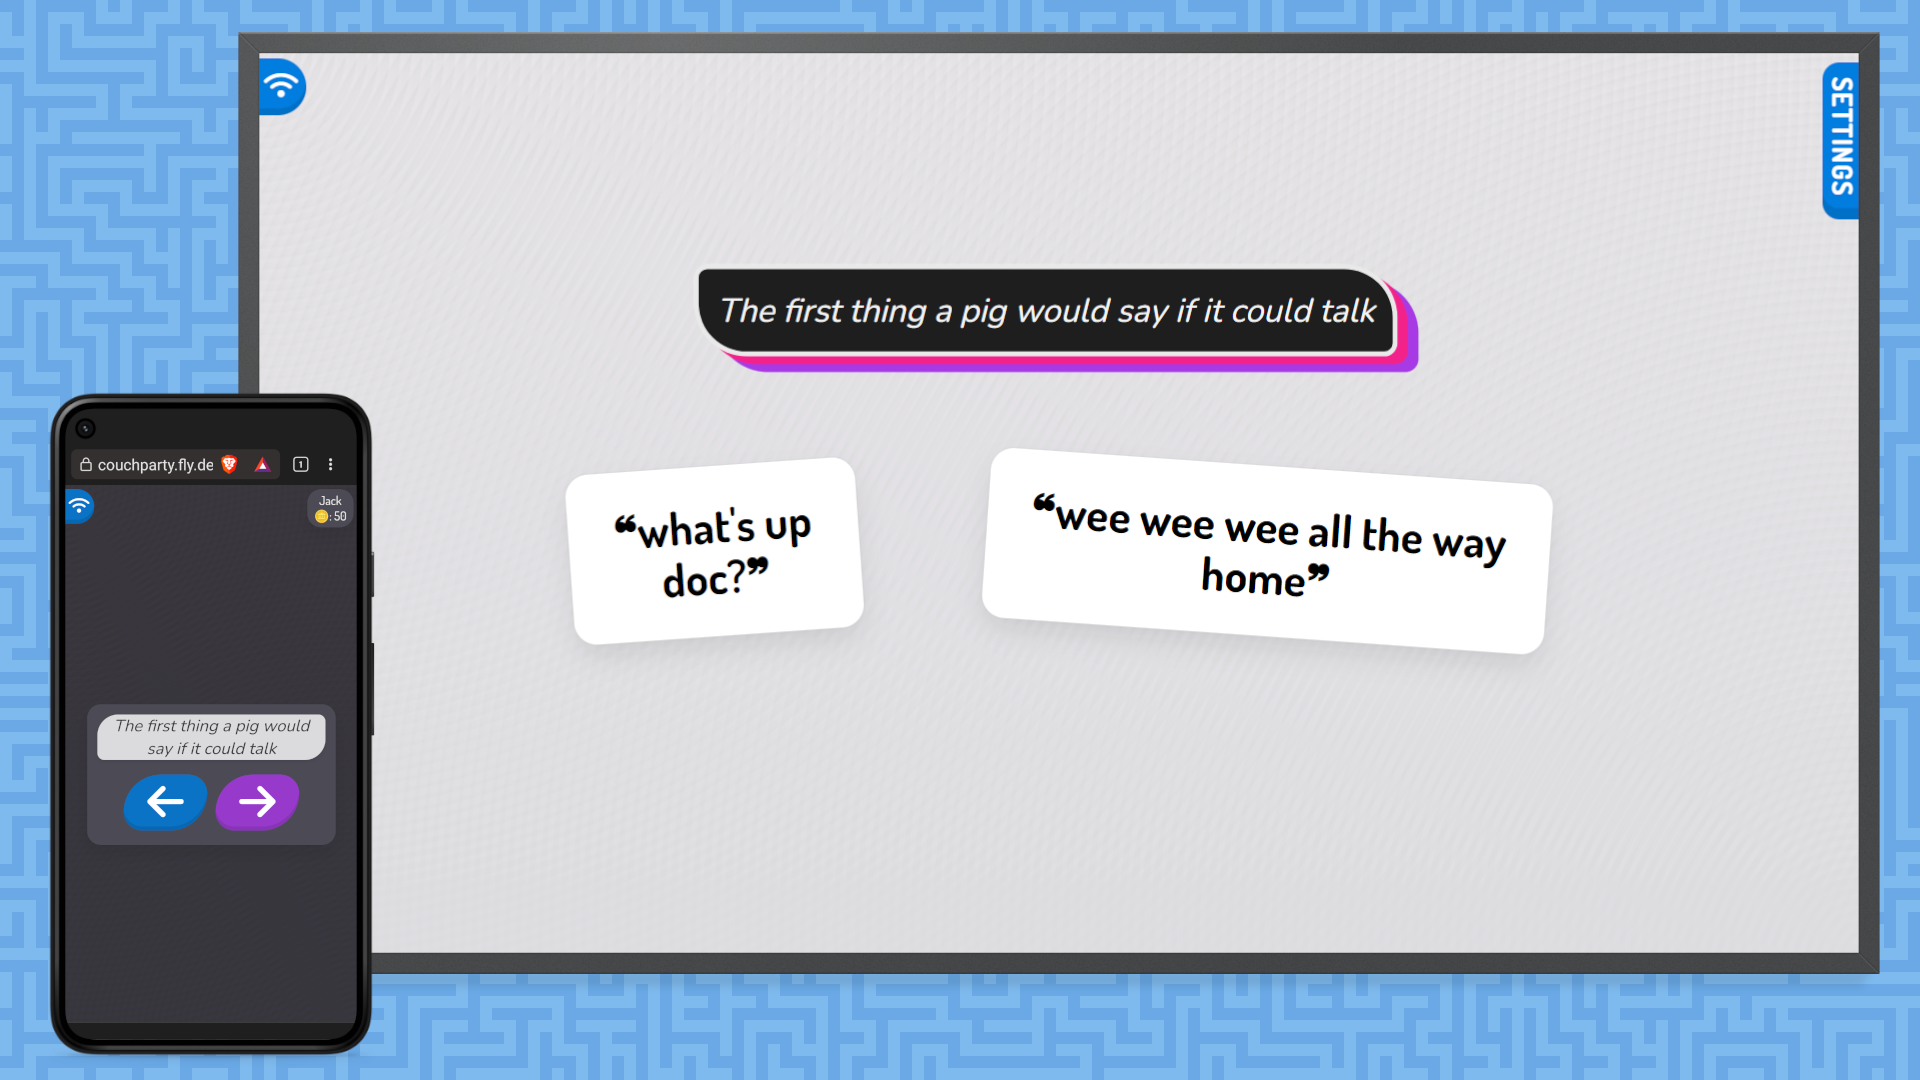 SETTINGS
The first thing a pig would say if it could talk
“what's up
doc?”
“wee wee wee all the way
home”
couchparty.fly.de
1
Jack
: 50
The first thing a pig would
say if it could talk